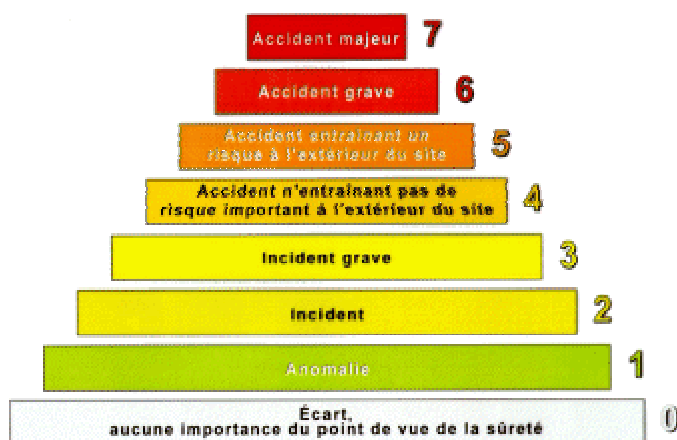 Accident majeur 7
Accident grave 6
Accident entraînant un
risque à l'extérieur du site 5
Accident n'entraînant pas de
risque important à l'extérieur du site 4
Incident grave 3
Incident 2
Anomalie 1
Écart,
aucune importance du point de vue de la sûreté 0